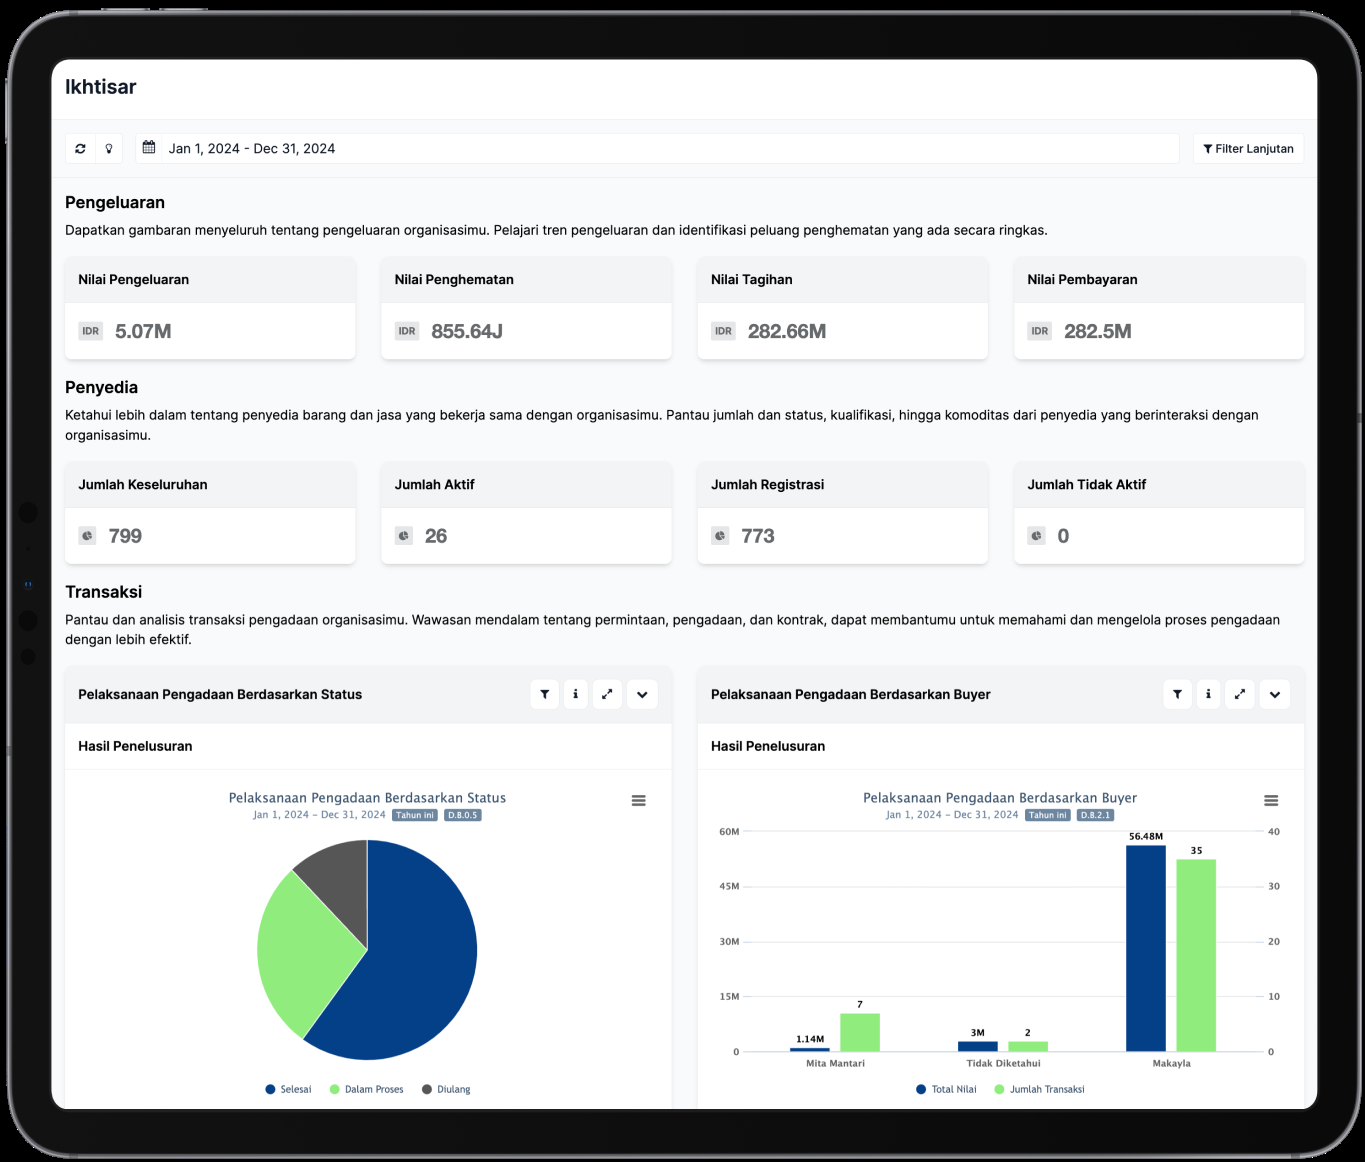 Ikhtisar
Jan 1, 2024 - Dec 31, 2024
Filter Lanjutan
Pengeluaran
Dapatkan gambaran menyeluruh tentang pengeluaran organisasimu. Pelajari tren pengeluaran dan identifikasi peluang penghematan yang ada secara ringkas.
Nilai Pengeluaran
IDR 5.07M
Nilai Penghematan
IDR 855.64J
Nilai Tagihan
IDR 282.66M
Nilai Pembayaran
IDR 282.5M
Penyedia
Ketahui lebih dalam tentang penyedia barang dan jasa yang bekerja sama dengan organisasimu. Pantau jumlah dan status, kualifikasi, hingga komoditas dari penyedia yang berinteraksi dengan
organisasimu.
Jumlah Keseluruhan
799
Jumlah Aktif
26
Jumlah Registrasi
773
Jumlah Tidak Aktif
0
Transaksi
Pantau dan analisis transaksi pengadaan organisasimu. Wawasan mendalam tentang permintaan, pengadaan, dan kontrak, dapat membantumu untuk memahami dan mengelola proses pengadaan
dengan lebih efektif.
Pelaksanaan Pengadaan Berdasarkan Status
Hasil Penelusuran
Pelaksanaan Pengadaan Berdasarkan Status
Jan 1, 2024 – Dec 31, 2024 Tahun ini D.8.0.5
Selesai Dalam Proses Diulang
Pelaksanaan Pengadaan Berdasarkan Buyer
Hasil Penelusuran
Pelaksanaan Pengadaan Berdasarkan Buyer
Jan 1, 2024 – Dec 31, 2024 Tahun ini D.8.2.1
60M 40
56.48M
35
45M 30
30M 20
15M 10
7
1.14M 3M 2
0 0
Mita Mantari Tidak Diketahui Makayla
Total Nilai Jumlah Transaksi